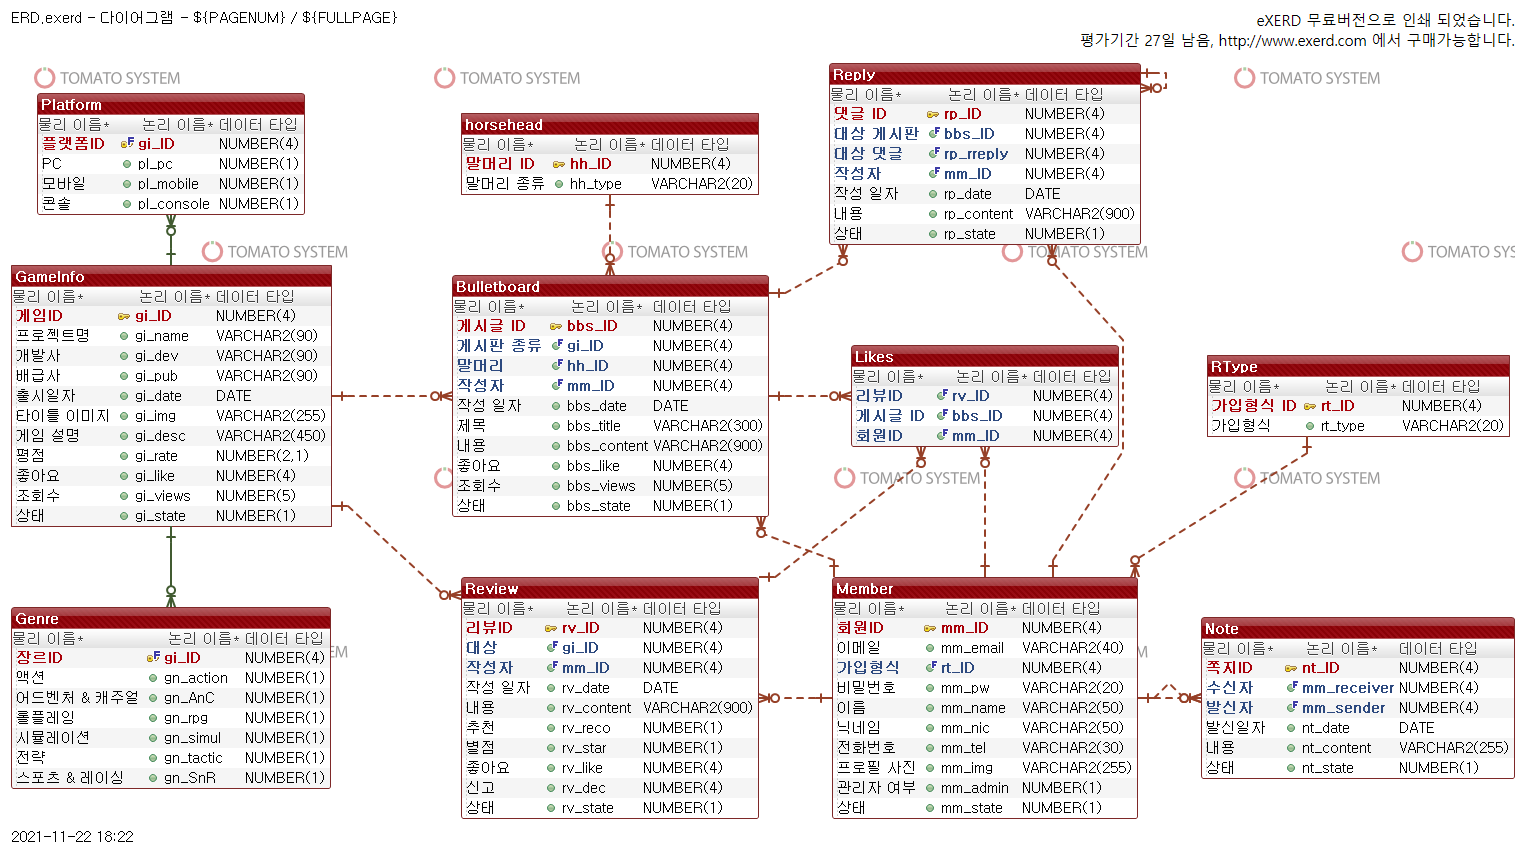 ERD.exerd - 다이어그램 - ${PAGENUM} / ${FULLPAGE}
eXERD 무료버전으로 인쇄 되었습니다.
평가기간 27일 남음, http://www.exerd.com 에서 구매가능합니다.
TOMATO SYSTEM
TOMATO SYSTEM
TOMATO SYSTEM
Platform
물리 이름* 논리 이름* 데이터 타입
플랫폼ID gi_ID NUMBER(4)
PC pl_pc NUMBER(1)
모바일 pl_mobile NUMBER(1)
콘솔 pl_console NUMBER(1)
horsehead
물리 이름* 논리 이름* 데이터 타입
말머리 ID hh_ID NUMBER(4)
말머리 종류 hh_type VARCHAR2(20)
Reply
물리 이름* 논리 이름* 데이터 타입
댓글 ID rp_ID NUMBER(4)
대상 게시판 bbs_ID NUMBER(4)
대상 댓글 rp_rreply NUMBER(4)
작성자 mm_ID NUMBER(4)
작성 일자 rp_date DATE
내용 rp_content VARCHAR2(900)
상태 rp_state NUMBER(1)
TOMATO SYSTEM
TOMATO SYSTEM
TOMATO SYSTEM
TOMATO SYS
GameInfo
물리 이름* 논리 이름* 데이터 타입
게임ID gi_ID NUMBER(4)
프로젝트명 gi_name VARCHAR2(90)
개발사 gi_dev VARCHAR2(90)
배급사 gi_pub VARCHAR2(90)
출시일자 gi_date DATE
타이틀 이미지 gi_img VARCHAR2(255)
게임 설명 gi_desc VARCHAR2(450)
평점 gi_rate NUMBER(2,1)
좋아요 gi_like NUMBER(4)
조회수 gi_views NUMBER(5)
상태 gi_state NUMBER(1)
Bulletboard
물리 이름* 논리 이름* 데이터 타입
게시글 ID bbs_ID NUMBER(4)
게시판 종류 gi_ID NUMBER(4)
말머리 hh_ID NUMBER(4)
작성자 mm_ID NUMBER(4)
작성 일자 bbs_date DATE
제목 bbs_title VARCHAR2(300)
내용 bbs_content VARCHAR2(900)
좋아요 bbs_like NUMBER(4)
조회수 bbs_views NUMBER(5)
상태 bbs_state NUMBER(1)
Likes
물리 이름* 논리 이름* 데이터 타입
리뷰ID rv_ID NUMBER(4)
게시글 ID bbs_ID NUMBER(4)
회원ID mm_ID NUMBER(4)
RType
물리 이름* 논리 이름* 데이터 타입
가입형식 ID rt_ID NUMBER(4)
가입형식 rt_type VARCHAR2(20)
TOMATO SYSTEM
TOMATO SYSTEM
Genre
물리 이름* 논리 이름* 데이터 타입
장르ID gi_ID NUMBER(4)
액션 gn_action NUMBER(1)
어드벤처 & 캐주얼 gn_AnC NUMBER(1)
롤플레잉 gn_rpg NUMBER(1)
시뮬레이션 gn_simul NUMBER(1)
전략 gn_tactic NUMBER(1)
스포츠 & 레이싱 gn_SnR NUMBER(1)
EM
Review
물리 이름* 논리 이름* 데이터 타입
리뷰ID rv_ID NUMBER(4)
대상 gi_ID NUMBER(4)
작성자 mm_ID NUMBER(4)
작성 일자 rv_date DATE
내용 rv_content VARCHAR2(900)
추천 rv_reco NUMBER(1)
별점 rv_star NUMBER(1)
좋아요 rv_like NUMBER(4)
신고 rv_dec NUMBER(4)
상태 rv_state NUMBER(1)
Member
물리 이름* 논리 이름* 데이터 타입
회원ID mm_ID NUMBER(4)
이메일 mm_email VARCHAR2(40)
가입형식 rt_ID NUMBER(4)
비밀번호 mm_pw VARCHAR2(20)
이름 mm_name VARCHAR2(50)
닉네임 mm_nic VARCHAR2(50)
전화번호 mm_tel VARCHAR2(30)
프로필 사진 mm_img VARCHAR2(255)
관리자 여부 mm_admin NUMBER(1)
상태 mm_state NUMBER(1)
M
Note
물리 이름* 논리 이름* 데이터 타입
쪽지ID nt_ID NUMBER(4)
수신자 mm_receiver NUMBER(4)
발신자 mm_sender NUMBER(4)
발신일자 nt_date DATE
내용 nt_content VARCHAR2(255)
상태 nt_state NUMBER(1)
2021-11-22 18:22